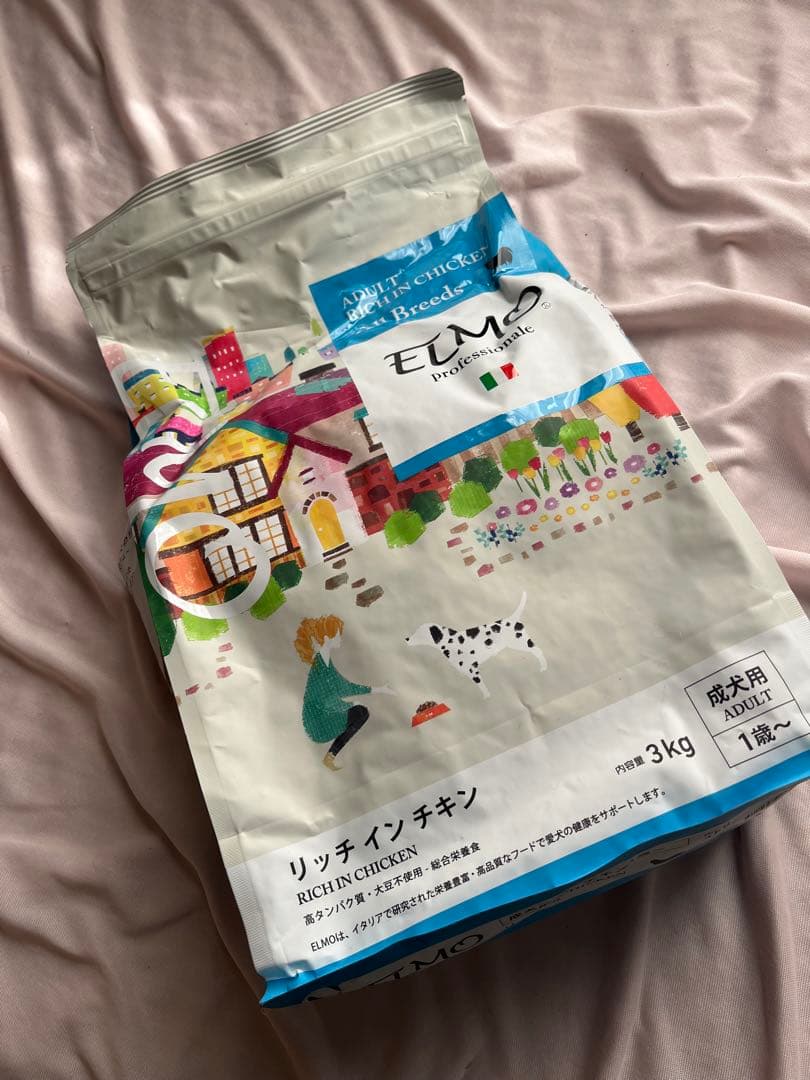 ADULT
RICH IN CHICKEN
All Breeds
ELMO
professionale
成犬用
ADULT
1歳〜
内容量 3kg
リッチ イン チキン
RICH IN CHICKEN
高タンパク質・大豆不使用 - 総合栄養食
ELMOは、イタリアで研究された栄養豊富・高品質なフードで愛犬の健康をサポートします。
ELMO